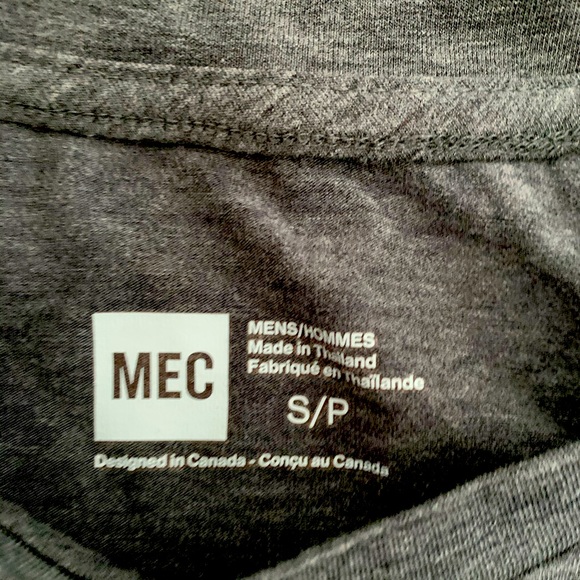 MEC
MENS/HOMMES
Made in Thailand
Fabriqué en Thaïlande
S/P
Designed in Canada - Conçu au Canada